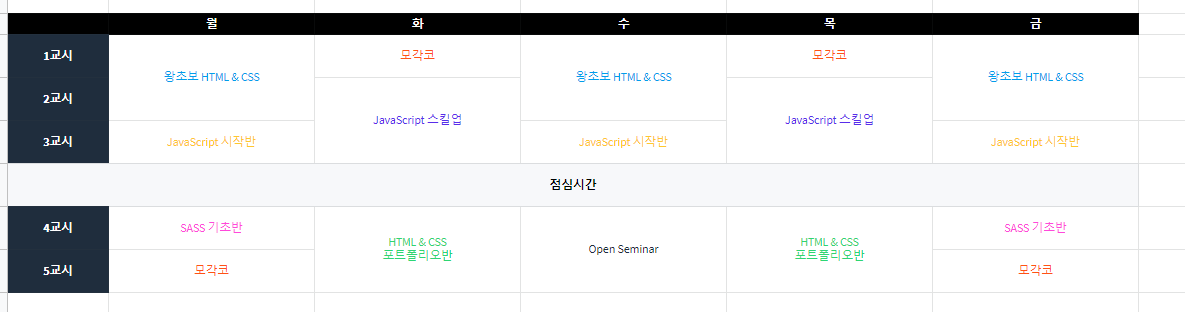 월 화 수 목 금
1교시 모각코 모각코
왕초보 HTML & CSS 왕초보 HTML & CSS 왕초보 HTML & CSS
2교시
JavaScript 스킬업 JavaScript 스킬업
3교시 JavaScript 시작반 JavaScript 시작반 JavaScript 시작반
점심시간
4교시 SASS 기초반 SASS 기초반
HTML & CSS HTML & CSS
Open Seminar
포트폴리오반 포트폴리오반
5교시 모각코 모각코